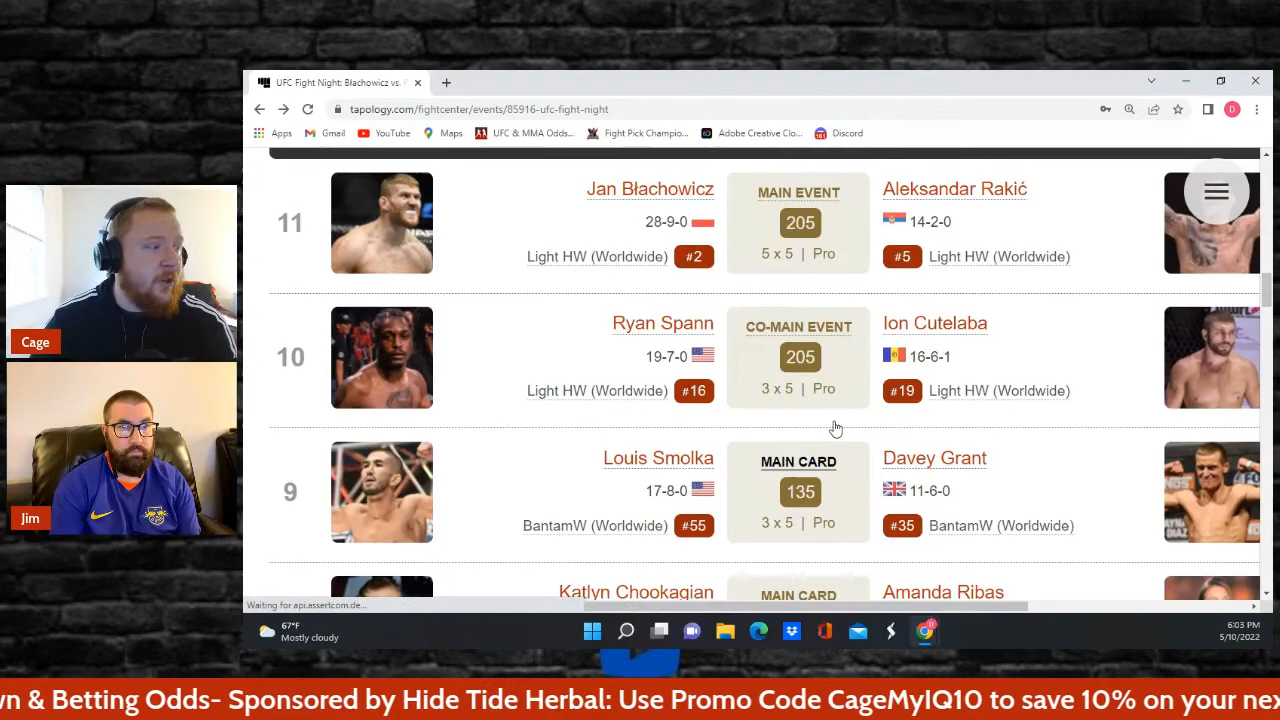 UFC Fight Night: Błachowicz vs.
tapology.com/fightcenter/events/85916-ufc-fight-night
D
Apps
Gmail
YouTube
Maps
UFC & MMA Odds...
Fight Pick Champio...
Adobe Creative Clo...
Discord
11
Jan Błachowicz
28-9-0
Light HW (Worldwide) #2
MAIN EVENT
205
5 x 5 | Pro
Aleksandar Rakić
14-2-0
#5 Light HW (Worldwide)
10
Ryan Spann
19-7-0
Light HW (Worldwide) #16
CO-MAIN EVENT
205
3 x 5 | Pro
Ion Cutelaba
16-6-1
#19 Light HW (Worldwide)
9
Louis Smolka
17-8-0
BantamW (Worldwide) #55
MAIN CARD
135
3 x 5 | Pro
Davey Grant
11-6-0
#35 BantamW (Worldwide)
Katlyn Chookagian
MAIN CARD
Amanda Ribas
Waiting for api.assertcom.de...
67°F
Mostly cloudy
6:03 PM
5/10/2022
Cage
Jim
wn & Betting Odds- Sponsored by Hide Tide Herbal: Use Promo Code CageMyIQ10 to save 10% on your nex